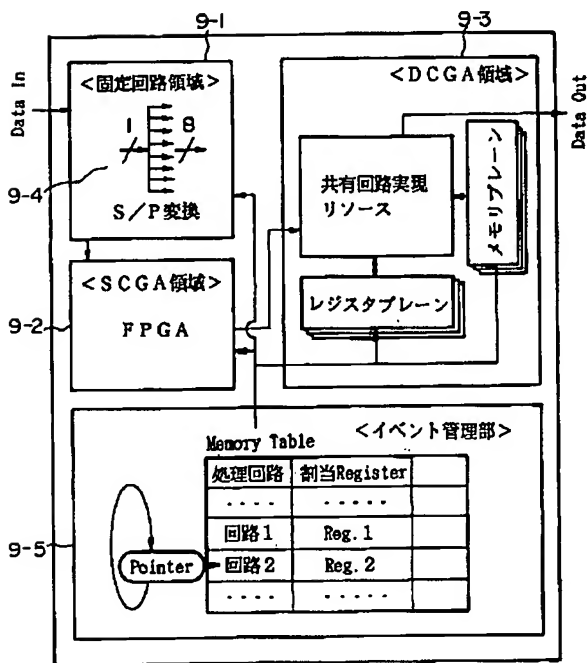 9-1
9-3
Data In
<固定回路領域>
1
8
S/P変換
9-4
<DCGA領域>
Data Out
共有回路実現
リソース
メモリプレーン
レジスタプレーン
<SCGA領域>
FPGA
9-2
<イベント管理部>
Memory Table
処理回路 割当Register
‥‥ ‥‥‥
回路1 Reg.1
回路2 Reg.2
‥‥ ‥‥‥
9-5
Pointer